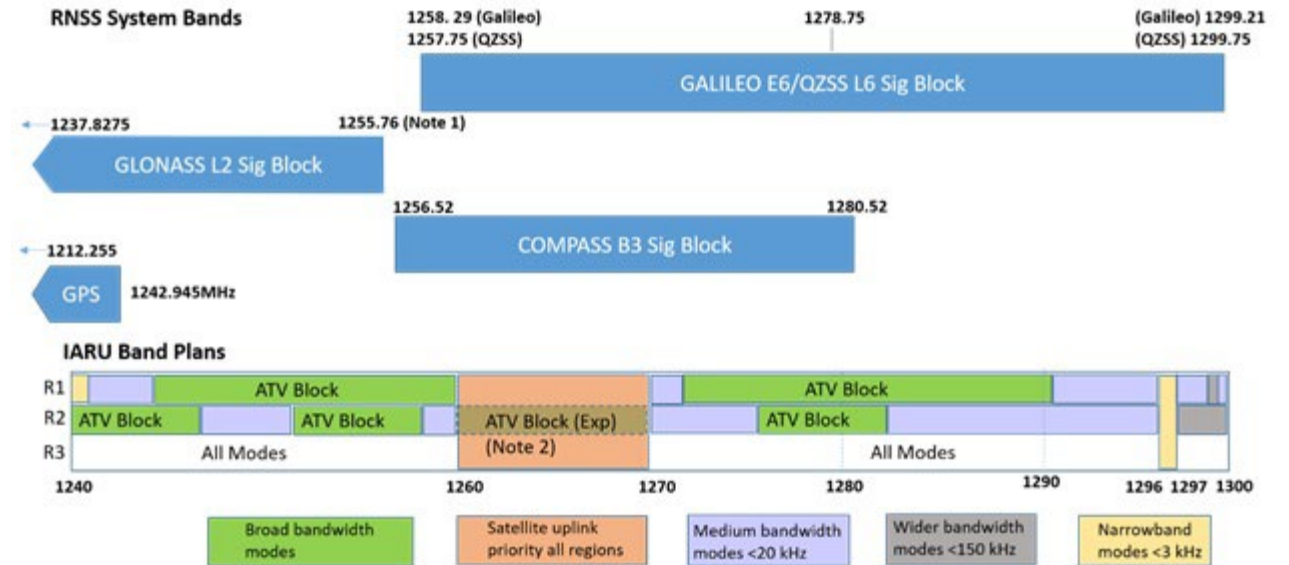 RNSS System Bands
1258. 29 (Galileo)
1257.75 (QZSS)
1278.75
(Galileo) 1299.21
(QZSS) 1299.75
GALILEO E6/QZSS L6 Sig Block
1237.8275
1255.76 (Note 1)
GLONASS L2 Sig Block
1256.52
1280.52
COMPASS B3 Sig Block
1212.255
GPS
1242.945MHz
IARU Band Plans
R1
ATV Block
ATV Block
R2
ATV Block
ATV Block
ATV Block (Exp)
(Note 2)
ATV Block
R3
All Modes
All Modes
1240
1260
1270
1280
1290
1296
1297
1300
Broad bandwidth
modes
Satellite uplink
priority all regions
Medium bandwidth
modes <20 kHz
Wider bandwidth
modes <150 kHz
Narrowband
modes <3 kHz